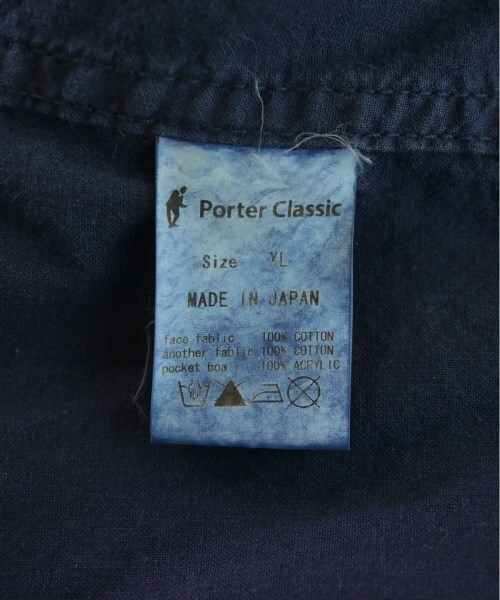 Porter Classic
Size XL
MADE IN JAPAN
face fablic 100% COTTON
another fablic 100% COTTON
pocket boa 100% ACRYLIC